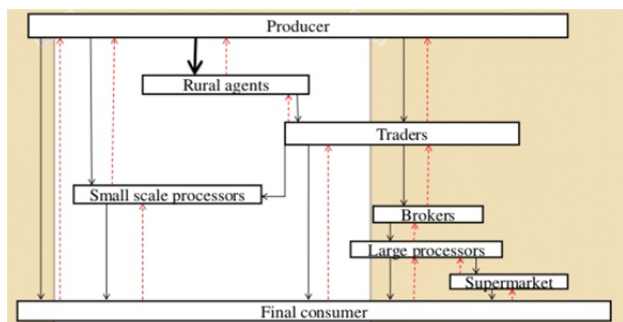 Producer
Rural agents
Traders
Small scale processors
Brokers
Large processors
Supermarket
Final consumer